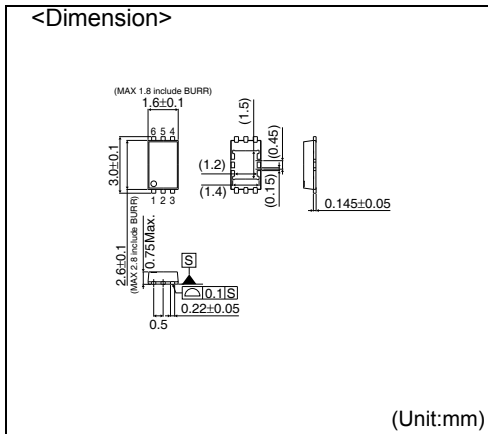 <Dimension>
(MAX 1.8 include BURR)
1.6±0.1
6 5 4
3.0±0.1
1 2 3
2.6±0.1
(MAX 2.8 include BURR)
(1.5)
(0.45)
(1.2)
(1.4)
(0.15)
0.145±0.05
0.75Max.
S
0.1 S
0.22±0.05
0.5
(Unit:mm)